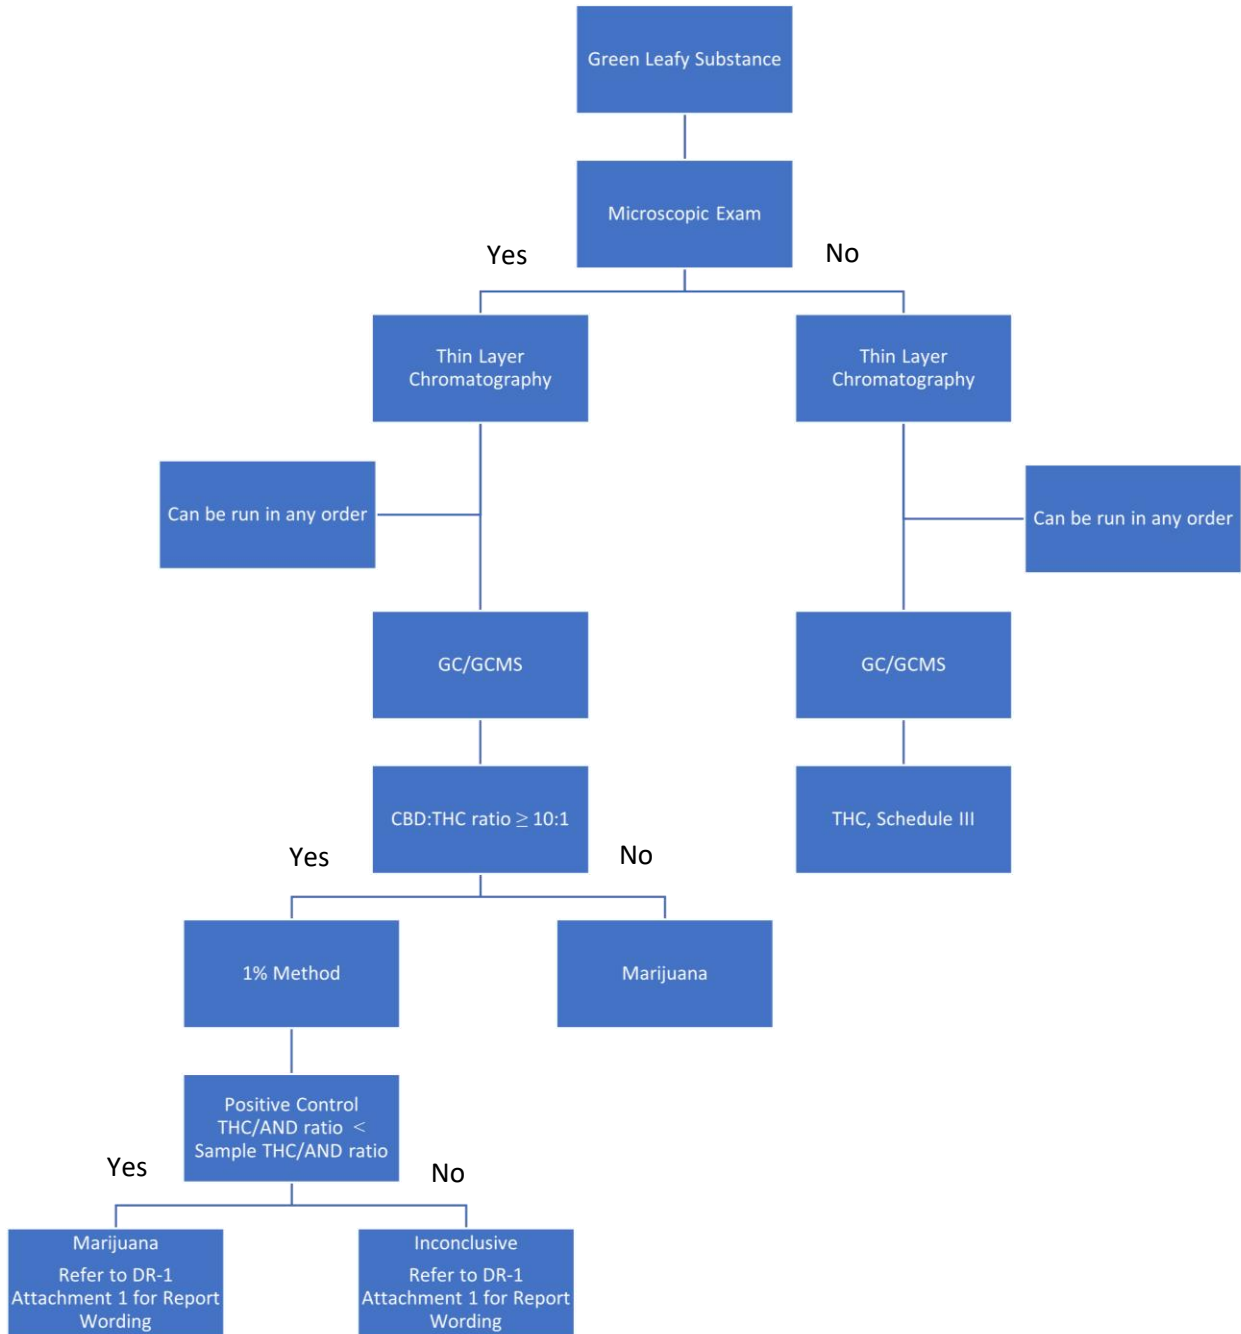 Green Leafy Substance
Microscopic Exam
Yes
No
Thin Layer
Chromatography
Thin Layer
Chromatography
Can be run in any order
Can be run in any order
GC/GCMS
GC/GCMS
CBD:THC ratio ≥ 10:1
THC, Schedule III
Yes
No
1% Method
Marijuana
Positive Control
THC/AND ratio <
Sample THC/AND ratio
Yes
No
Marijuana
Refer to DR-1
Attachment 1 for Report
Wording
Inconclusive
Refer to DR-1
Attachment 1 for Report
Wording